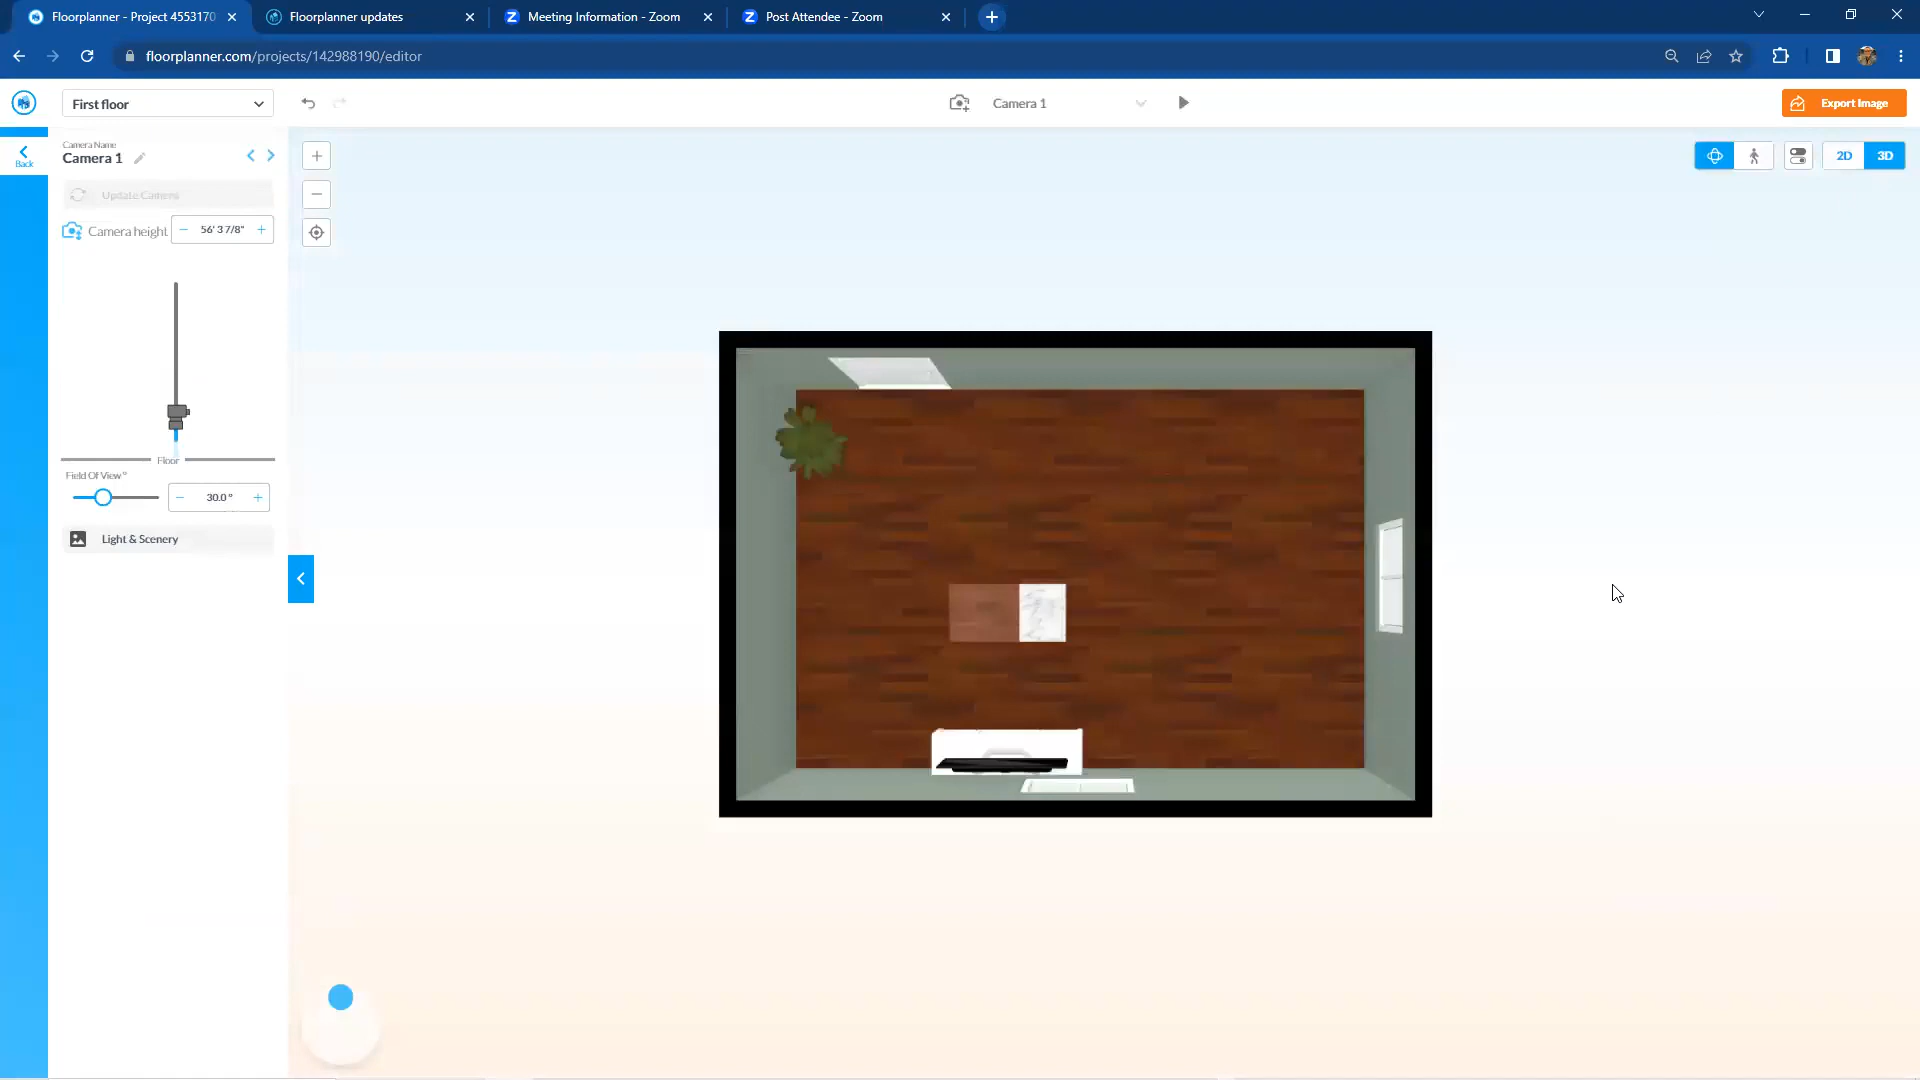 Floorplanner - Project 4553170
Floorplanner updates
Meeting Information - Zoom
Post Attendee - Zoom
floorplanner.com/projects/142988190/editor
First floor
Camera 1
Export Image
Back
Camera Name
Camera 1
2D
3D
Update Camera
Camera height
56' 3 7/8"
Floor
Field Of View °
30.0 °
Light & Scenery